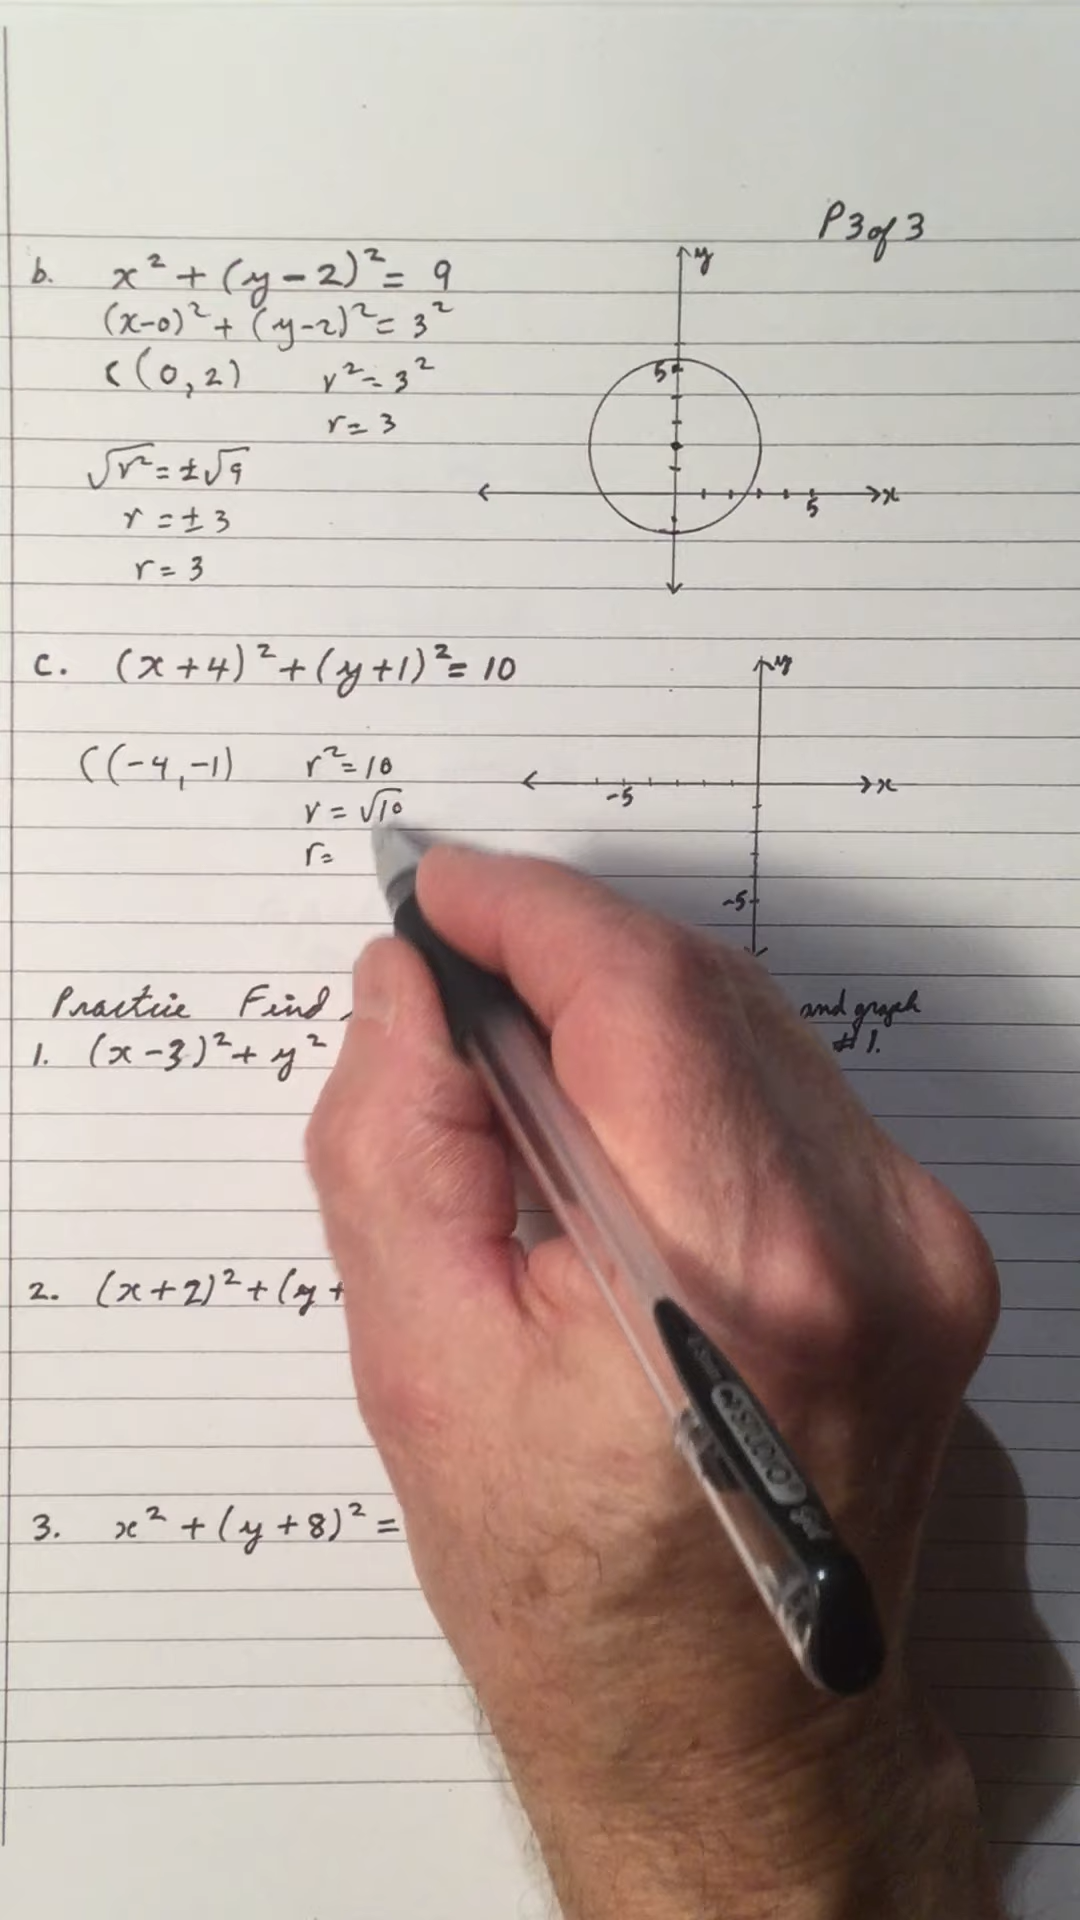 P 3 of 3
b. x² + (y - 2)² = 9
(x-0)² + (y-2)² = 3²
C (0, 2) r² = 3²
r = 3
√r² = ±√9
r = ± 3
r = 3
y
5
x
5
c. (x + 4)² + (y + 1)² = 10
C (-4, -1) r² = 10
r = √10
r =
y
x
-5
-5
Practice Find and graph
# 1.
1. (x - 3)² + y²
2. (x + 2)² + (y +
3. x² + (y + 8)² =
STUDIO